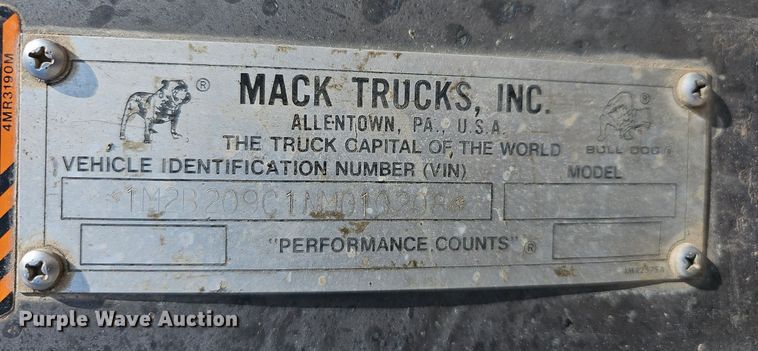 4MR3190M
MACK TRUCKS, INC.
ALLENTOWN, PA., U.S.A.
THE TRUCK CAPITAL OF THE WORLD
BULL DOG
VEHICLE IDENTIFICATION NUMBER (VIN)
MODEL
"PERFORMANCE COUNTS"®
Purple Wave Auction